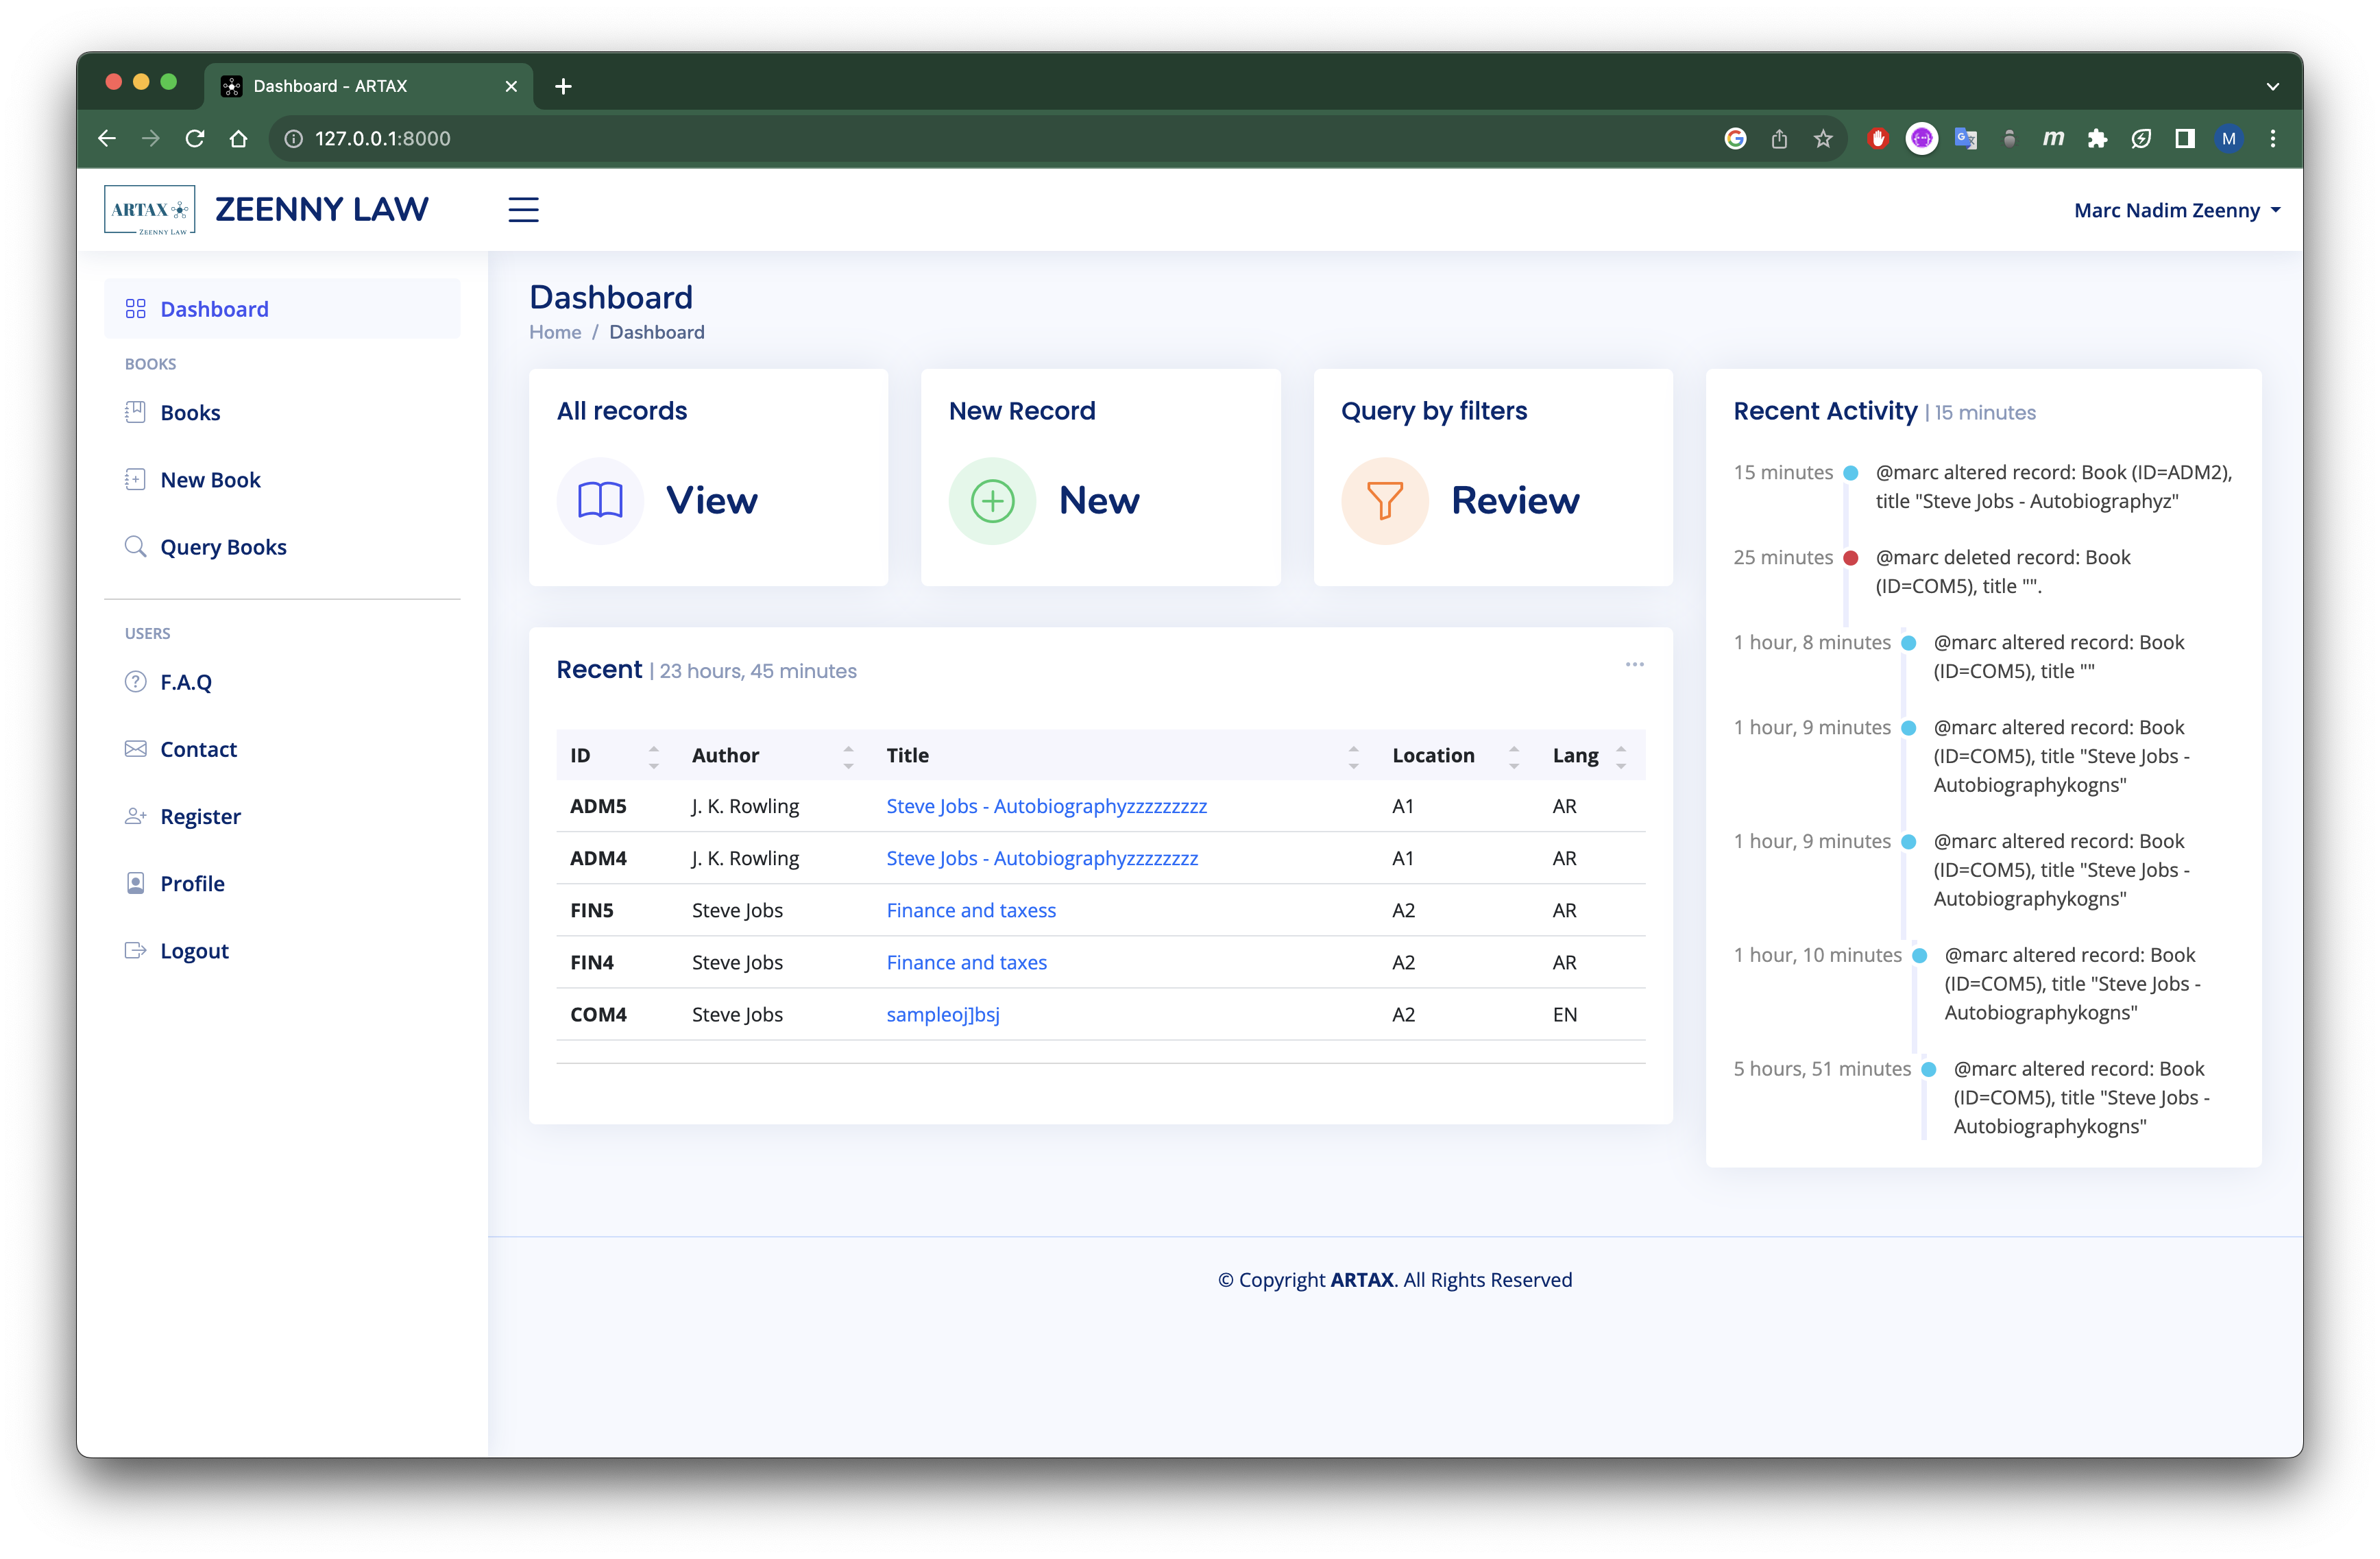 Dashboard - ARTAX
127.0.0.1:8000
M
ARTAX
ZEENNY LAW
ZEENNY LAW
Marc Nadim Zeenny
Dashboard
BOOKS
Books
New Book
Query Books
USERS
F.A.Q
Contact
Register
Profile
Logout
Dashboard
Home / Dashboard
All records
View
New Record
New
Query by filters
Review
Recent | 23 hours, 45 minutes
ID Author Title Location Lang
ADM5 J. K. Rowling Steve Jobs - Autobiographyzzzzzzzzz A1 AR
ADM4 J. K. Rowling Steve Jobs - Autobiographyzzzzzzzz A1 AR
FIN5 Steve Jobs Finance and taxess A2 AR
FIN4 Steve Jobs Finance and taxes A2 AR
COM4 Steve Jobs sampleoj]bsj A2 EN
Recent Activity | 15 minutes
15 minutes @marc altered record: Book (ID=ADM2),
title "Steve Jobs - Autobiographyz"
25 minutes @marc deleted record: Book
(ID=COM5), title "".
1 hour, 8 minutes @marc altered record: Book
(ID=COM5), title ""
1 hour, 9 minutes @marc altered record: Book
(ID=COM5), title "Steve Jobs -
Autobiographykogns"
1 hour, 9 minutes @marc altered record: Book
(ID=COM5), title "Steve Jobs -
Autobiographykogns"
1 hour, 10 minutes @marc altered record: Book
(ID=COM5), title "Steve Jobs -
Autobiographykogns"
5 hours, 51 minutes @marc altered record: Book
(ID=COM5), title "Steve Jobs -
Autobiographykogns"
© Copyright ARTAX. All Rights Reserved